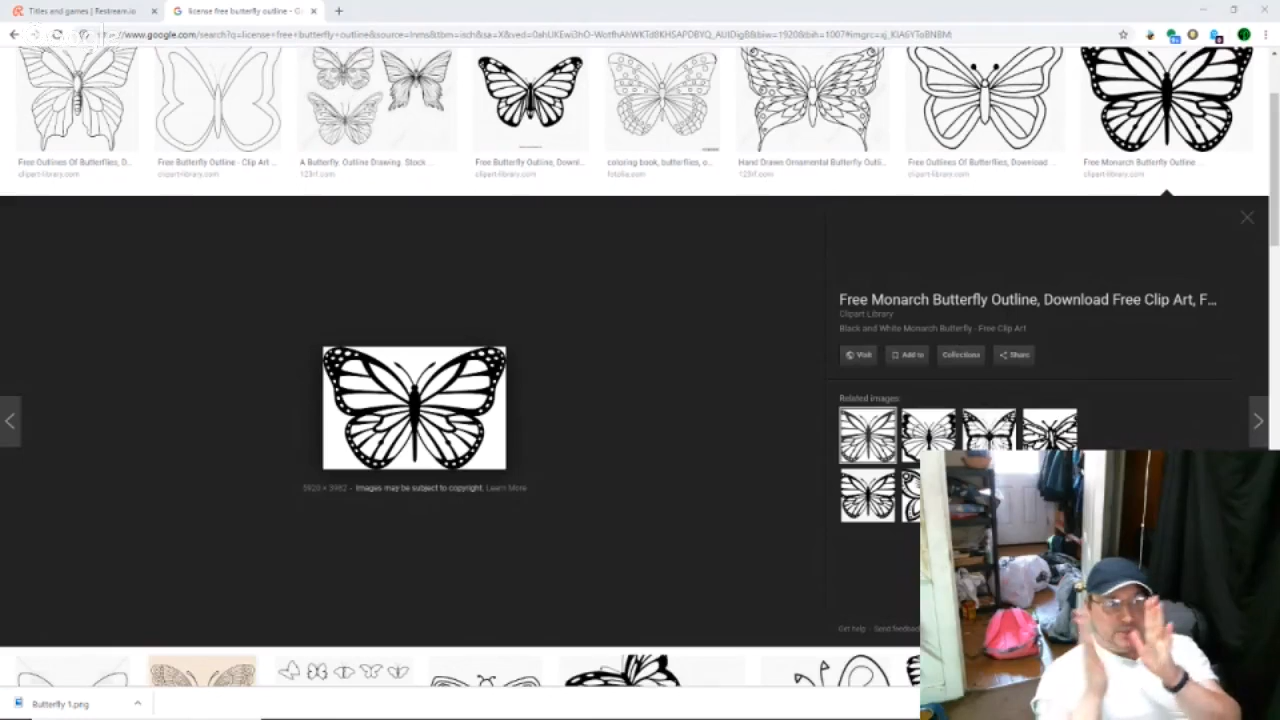 Titles and games | Restream.io
license free butterfly outline - G
Free Outlines Of Butterflies, D...
clipart-library.com
Free Butterfly Outline - Clip Art ...
clipart-library.com
A Butterfly Outline Drawing Stock ...
123rf.com
Free Butterfly Outline, Downl...
clipart-library.com
coloring book, butterflies, o...
fotolia.com
Hand Drawn Ornamental Butterfly Outli...
123rf.com
Free Outlines Of Butterflies, Download ...
clipart-library.com
Free Monarch Butterfly Outline...
clipart-library.com
Free Monarch Butterfly Outline, Download Free Clip Art, F...
Clipart Library
Black and White Monarch Butterfly - Free Clip Art
Visit
Add to
Collections
Share
Related images:
Images may be subject to copyright. Learn More
Get help
Send feedback
Butterfly 1.png